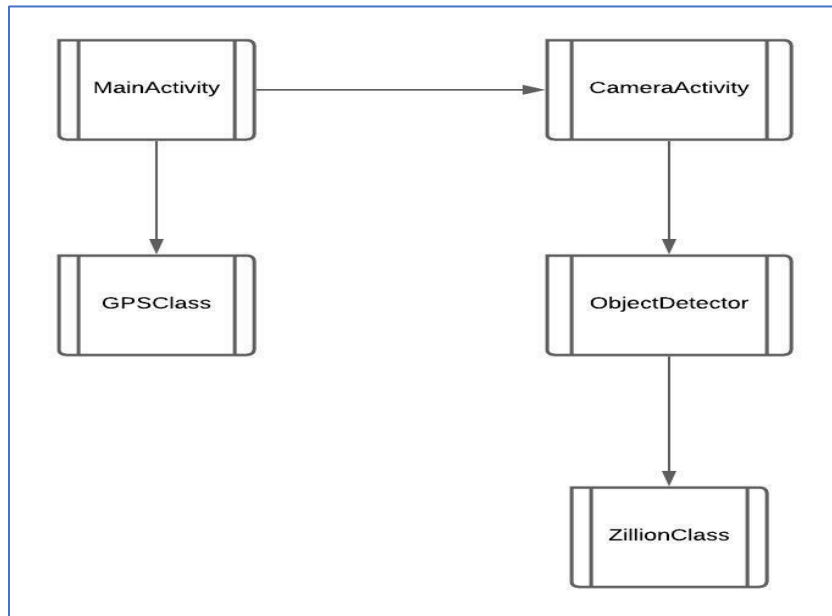 MainActivity
CameraActivity
GPSClass
ObjectDetector
ZillionClass